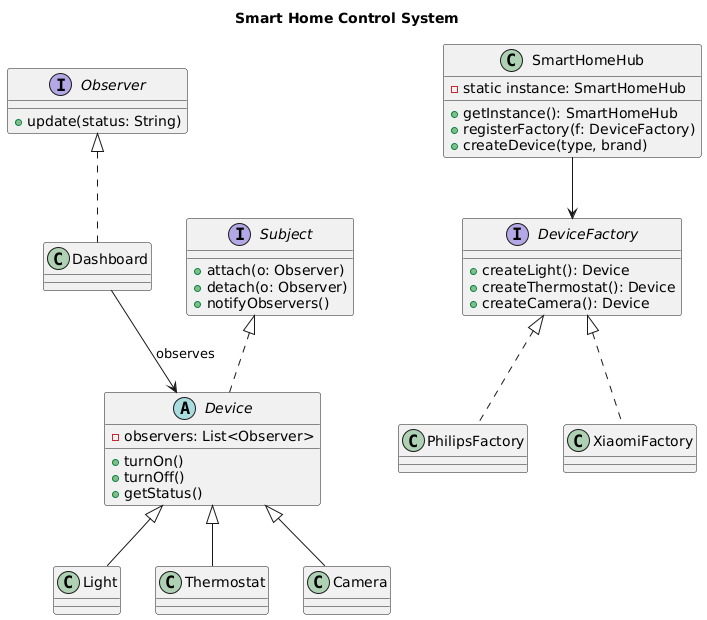 Smart Home Control System
I Observer
update(status: String)
C SmartHomeHub
static instance: SmartHomeHub
getInstance(): SmartHomeHub
registerFactory(f: DeviceFactory)
createDevice(type, brand)
C Dashboard
I Subject
attach(o: Observer)
detach(o: Observer)
notifyObservers()
I DeviceFactory
createLight(): Device
createThermostat(): Device
createCamera(): Device
observes
A Device
observers: List<Observer>
turnOn()
turnOff()
getStatus()
C PhilipsFactory
C XiaomiFactory
C Light
C Thermostat
C Camera